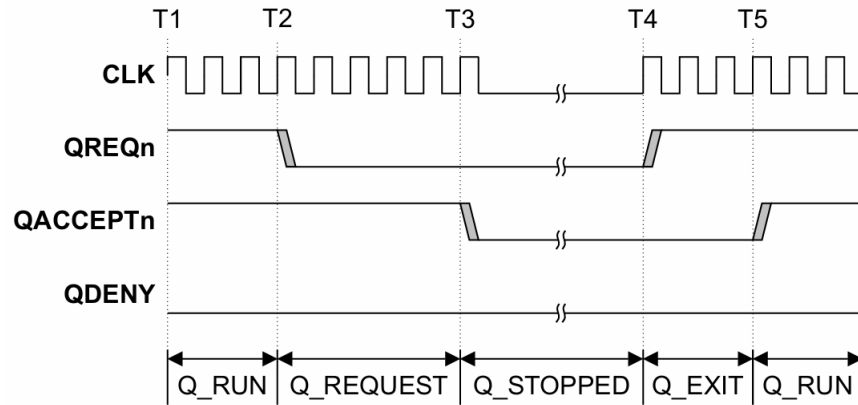 T1 T2 T3 T4 T5
CLK
QREQn
QACCEPTn
QDENY
Q_RUN Q_REQUEST Q_STOPPED Q_EXIT Q_RUN